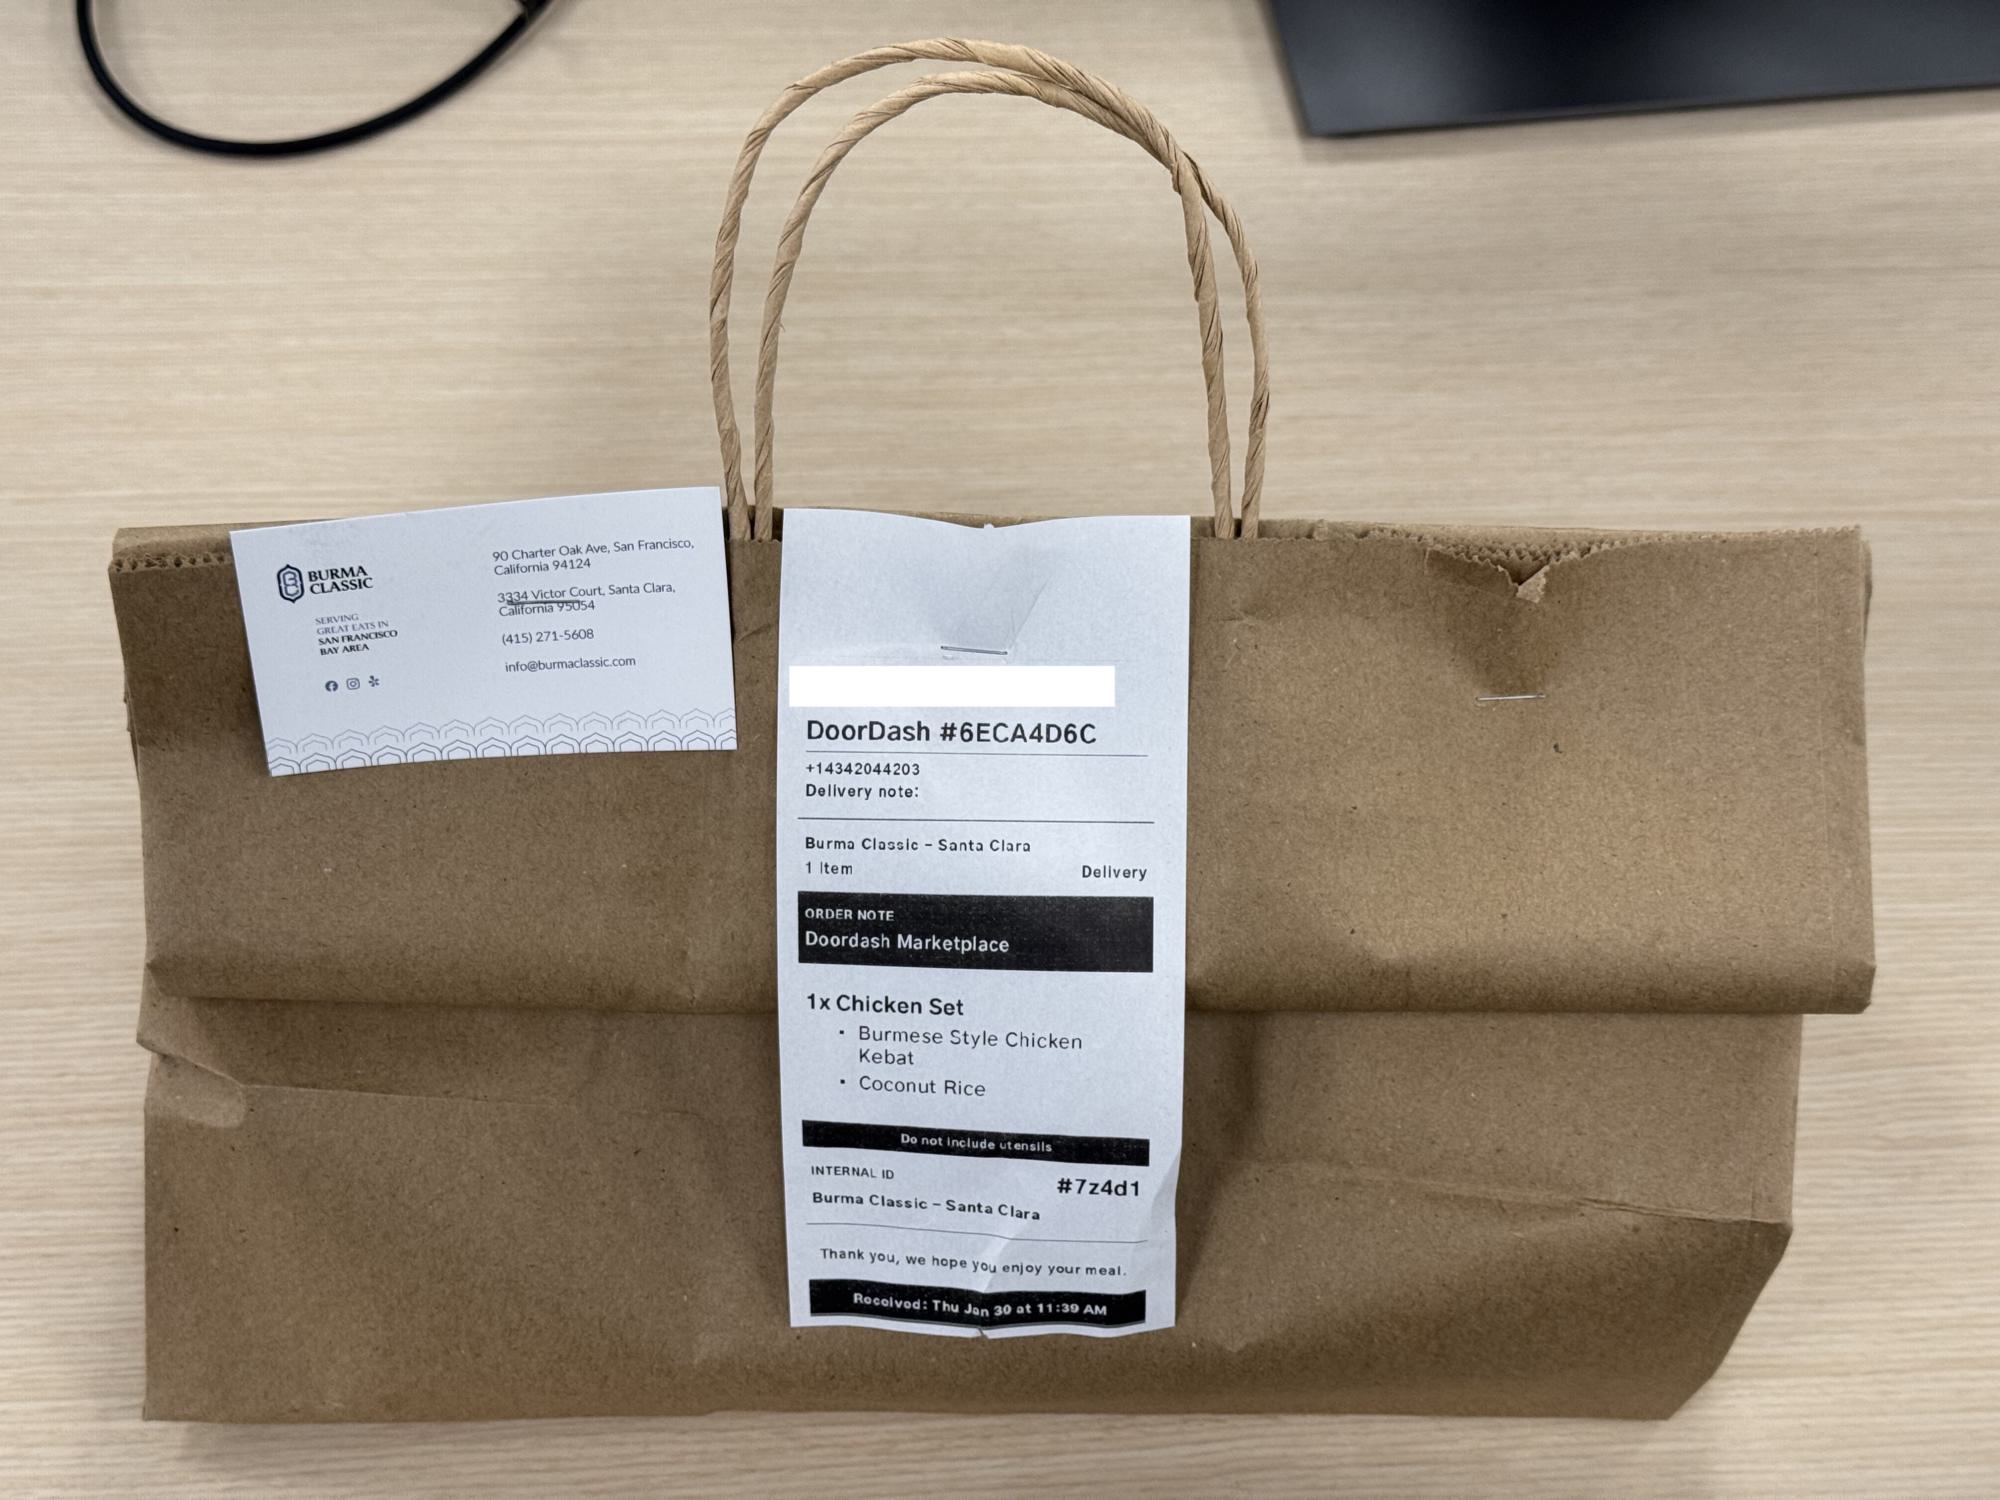 BURMA
CLASSIC
SERVING
GREAT EATS IN
SAN FRANCISCO
BAY AREA
90 Charter Oak Ave, San Francisco,
California 94124
3334 Victor Court, Santa Clara,
California 95054
(415) 271-5608
info@burmaclassic.com
DoorDash #6ECA4D6C
+14342044203
Delivery note:
Burma Classic - Santa Clara
1 Item Delivery
ORDER NOTE
Doordash Marketplace
1x Chicken Set
• Burmese Style Chicken
Kebat
• Coconut Rice
Do not include utensils
INTERNAL ID #7z4d1
Burma Classic - Santa Clara
Thank you, we hope you enjoy your meal.
Received: Thu Jan 30 at 11:39 AM